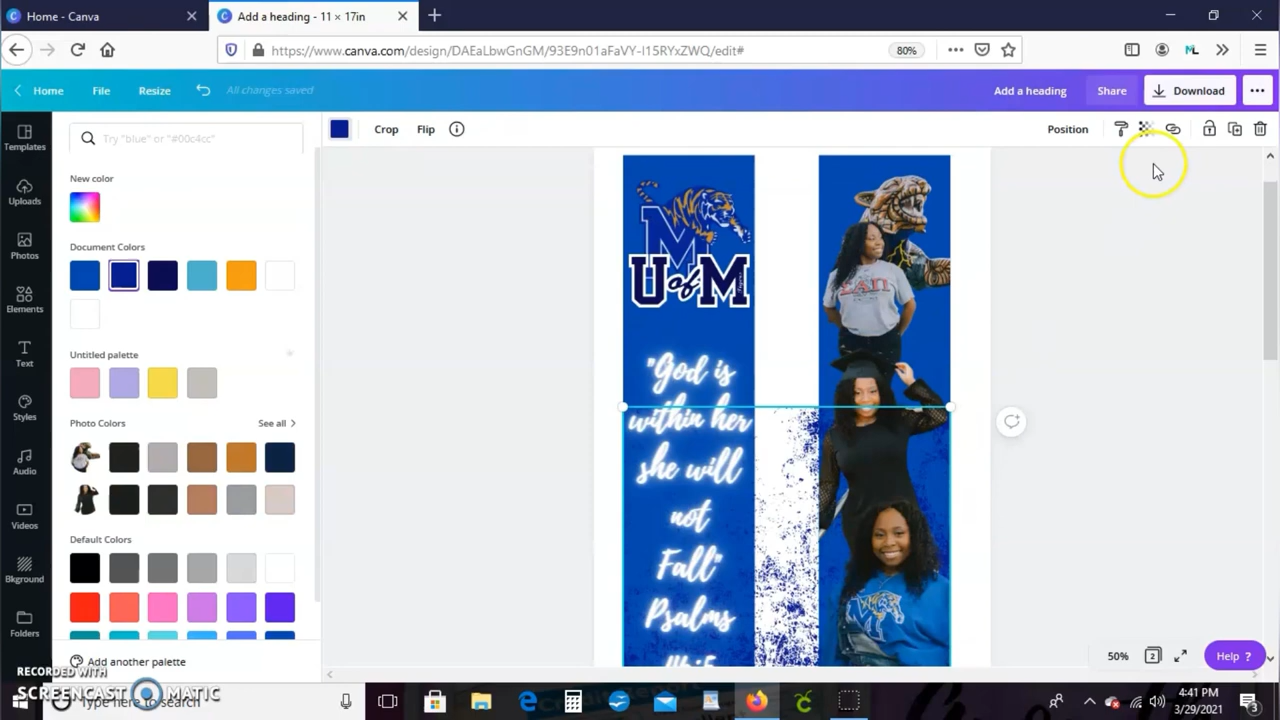 Home - Canva
Add a heading - 11 × 17in
https://www.canva.com/design/DAEaLbwGnGM/93E9n01aFaVY-I15RYxZWQ/edit#
80%
Home
File
Resize
All changes saved
Add a heading
Share
Download
Templates
Uploads
Photos
Elements
Text
Styles
Audio
Videos
Bkground
Folders
Try "blue" or "#00c4cc"
New color
Document Colors
Untitled palette
Photo Colors
See all
Default Colors
Add another palette
Crop
Flip
Position
M
U of M
"God is
within her
she will
not
Fall"
Psalms
ΣΑΠ
50%
2
Help ?
RECORDED WITH
SCREENCAST MATIC
Type here to search
4:41 PM
3/29/2021
3